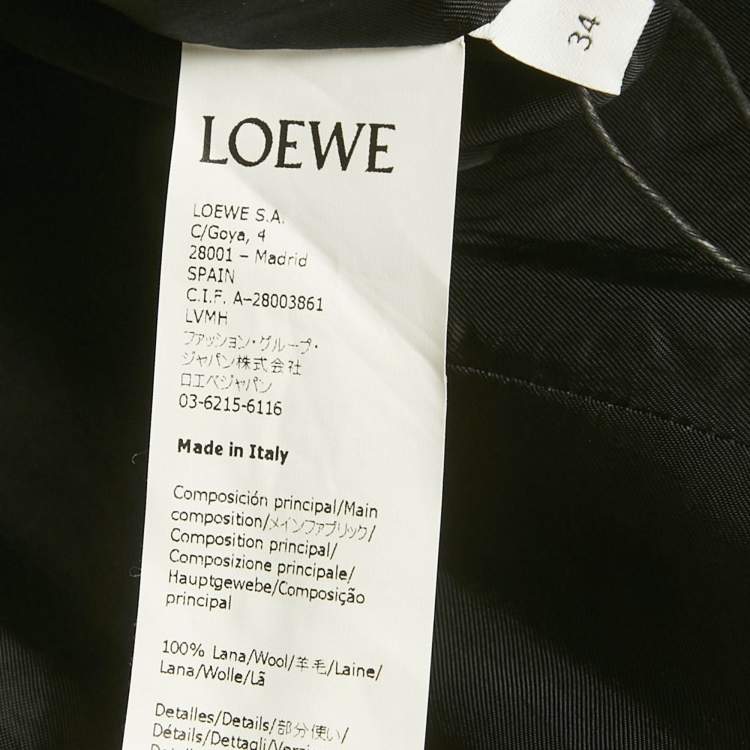 34
LOEWE
LOEWE S.A.
C/Goya, 4
28001 – Madrid
SPAIN
C.I.F. A-28003861
LVMH
ファッション・グループ・
ジャパン株式会社
ロエベジャパン
03-6215-6116
Made in Italy
Composición principal/Main
composition/メインファブリック/
Composition principal/
Composizione principale/
Hauptgewebe/Composição
principal
100% Lana/Wool/羊毛/Laine/
Lana/Wolle/Lã
Detalles/Details/部分使い/
Détails/Dettagli/